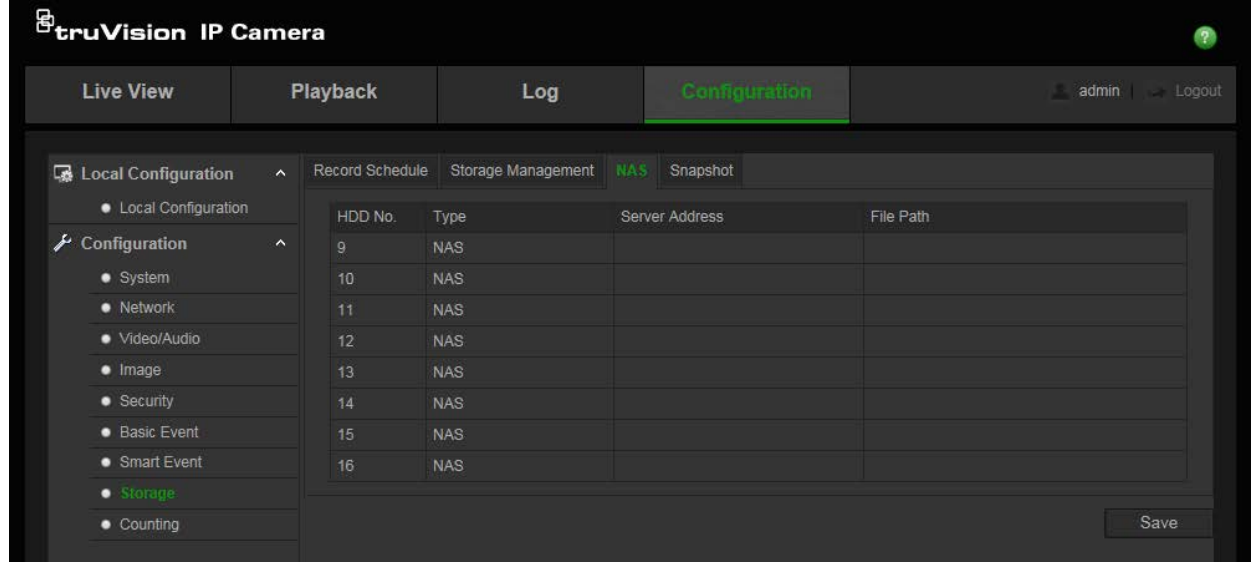 truVision IP Camera
?
Live View Playback Log Configuration admin | Logout
Local Configuration
Local Configuration
Configuration
System
Network
Video/Audio
Image
Security
Basic Event
Smart Event
Storage
Counting
Record Schedule Storage Management NAS Snapshot
HDD No. Type Server Address File Path
9 NAS
10 NAS
11 NAS
12 NAS
13 NAS
14 NAS
15 NAS
16 NAS
Save